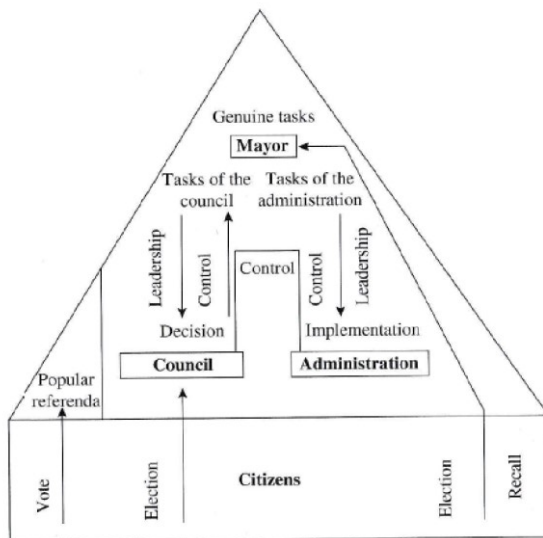 Genuine tasks
Mayor
Tasks of the
council
Tasks of the
administration
Leadership
Control
Control
Control
Leadership
Decision
Implementation
Council
Administration
Popular
referenda
Vote
Election
Citizens
Election
Recall